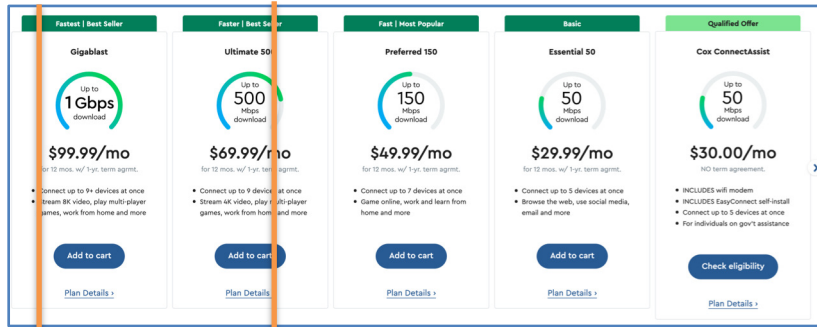 Fastest | Best Seller
Gigablast
Up to
1 Gbps
download
$99.99/mo
for 12 mos. w/ 1-yr. term agrmt.
Connect up to 9+ devices at once
Stream 8K video, play multi-player
games, work from home and more
Add to cart
Plan Details ›
Faster | Best Seller
Ultimate 500
Up to
500
Mbps
download
$69.99/mo
for 12 mos. w/ 1-yr. term agrmt.
Connect up to 9 devices at once
Stream 4K video, play multi-player
games, work from home and more
Add to cart
Plan Details
Fast | Most Popular
Preferred 150
Up to
150
Mbps
download
$49.99/mo
for 12 mos. w/ 1-yr. term agrmt.
Connect up to 7 devices at once
Game online, work and learn from
home and more
Add to cart
Plan Details ›
Basic
Essential 50
Up to
50
Mbps
download
$29.99/mo
for 12 mos. w/ 1-yr. term agrmt.
Connect up to 5 devices at once
Browse the web, use social media,
email and more
Add to cart
Plan Details ›
Qualified Offer
Cox ConnectAssist
Up to
50
Mbps
download
$30.00/mo
NO term agreement.
INCLUDES wifi modem
INCLUDES EasyConnect self-install
Connect up to 5 devices at once
For individuals on gov't assistance
Check eligibility
Plan Details ›